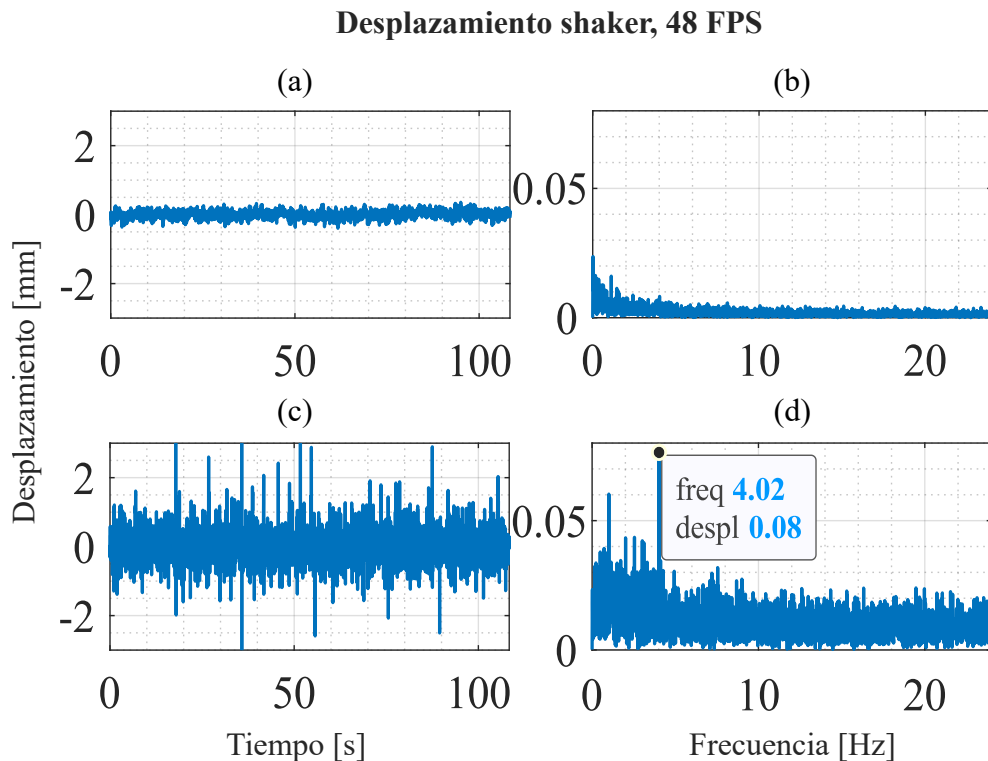 Desplazamiento shaker, 48 FPS
(a)
(b)
2
0
-2
0.05
0
0
50
100
0
10
20
Desplazamiento [mm]
(c)
(d)
2
0
-2
0.05
0
freq 4.02
despl 0.08
0
50
100
0
10
20
Tiempo [s]
Frecuencia [Hz]